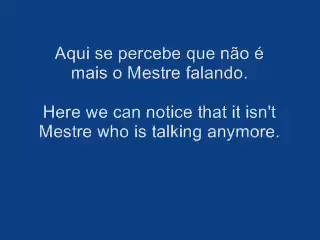 Aqui se percebe que não é
mais o Mestre falando.
Here we can notice that it isn't
Mestre who is talking anymore.